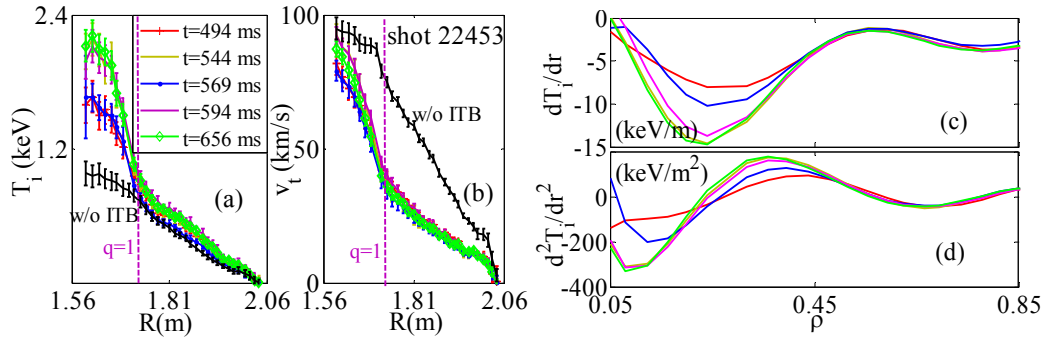 2.4
1.2
T_i (keV)
t=494 ms
t=544 ms
t=569 ms
t=594 ms
t=656 ms
(a)
w/o ITB
q=1
1.56 1.81 2.06
R(m)
100
50
0
v_t (km/s)
shot 22453
w/o ITB
(b)
q=1
1.56 1.81 2.06
R(m)
0
-5
-10
-15
dT_i/dr
(keV/m)
(c)
15
0
-200
-400
d^2T_i/dr^2
(keV/m^2)
(d)
0.05 0.45 0.85
ρ